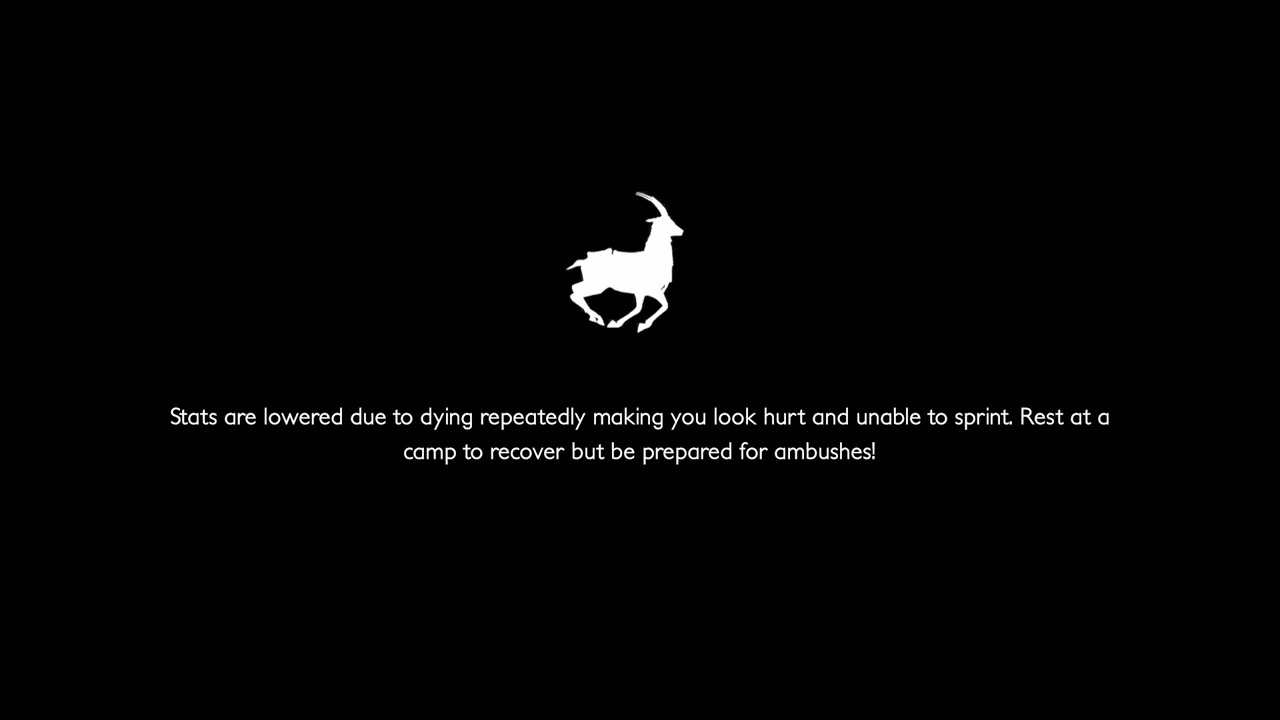 Stats are lowered due to dying repeatedly making you look hurt and unable to sprint. Rest at a
camp to recover but be prepared for ambushes!